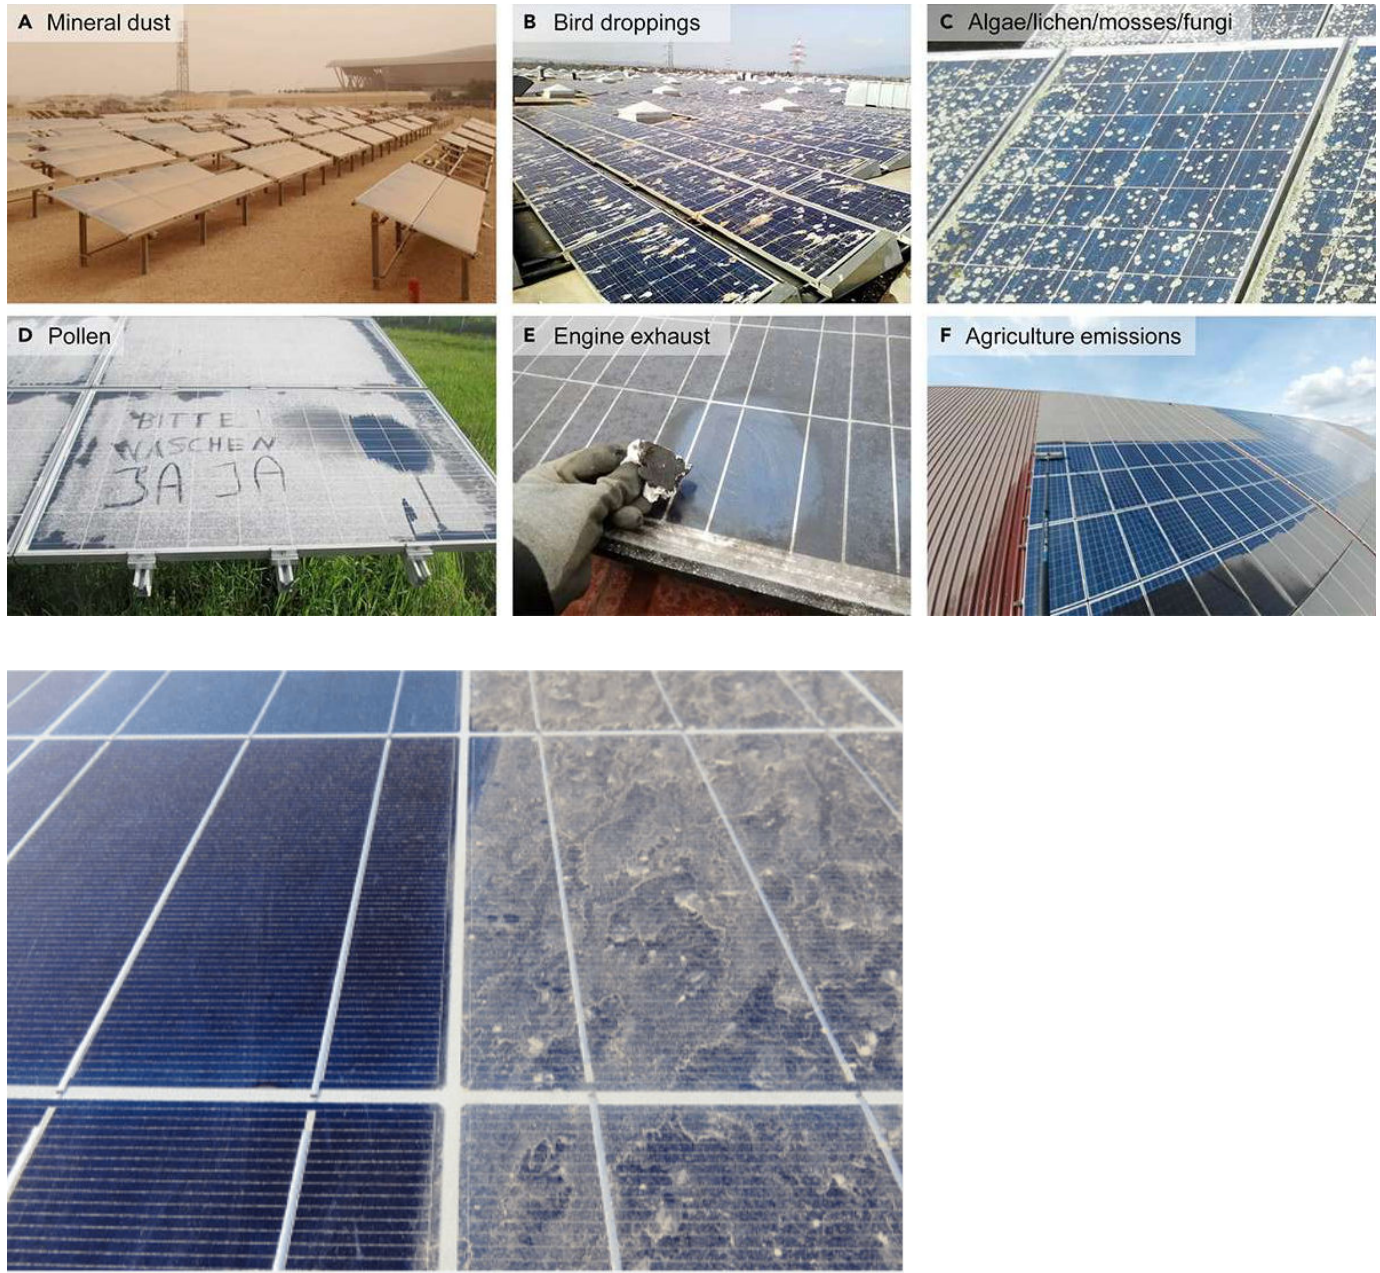 A Mineral dust
B Bird droppings
C Algae/lichen/mosses/fungi
D Pollen
BITTE
WASCHEN
JA JA
E Engine exhaust
F Agriculture emissions